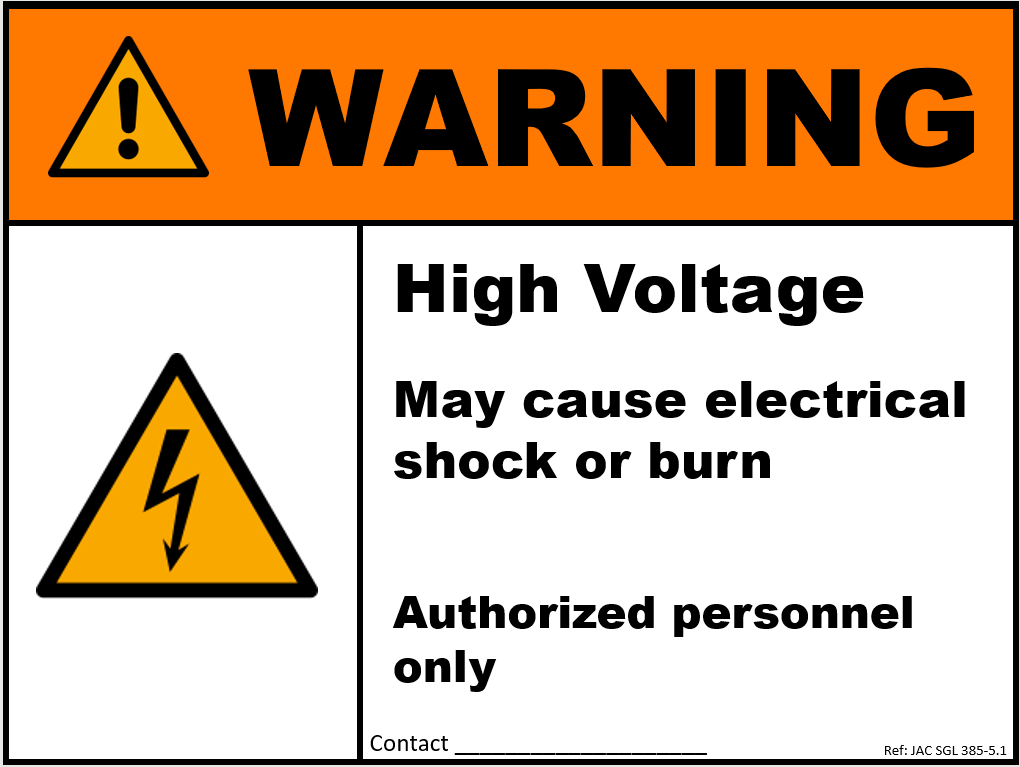 WARNING
High Voltage
May cause electrical
shock or burn
Authorized personnel
only
Contact ____________________
Ref: JAC SGL 385-5.1